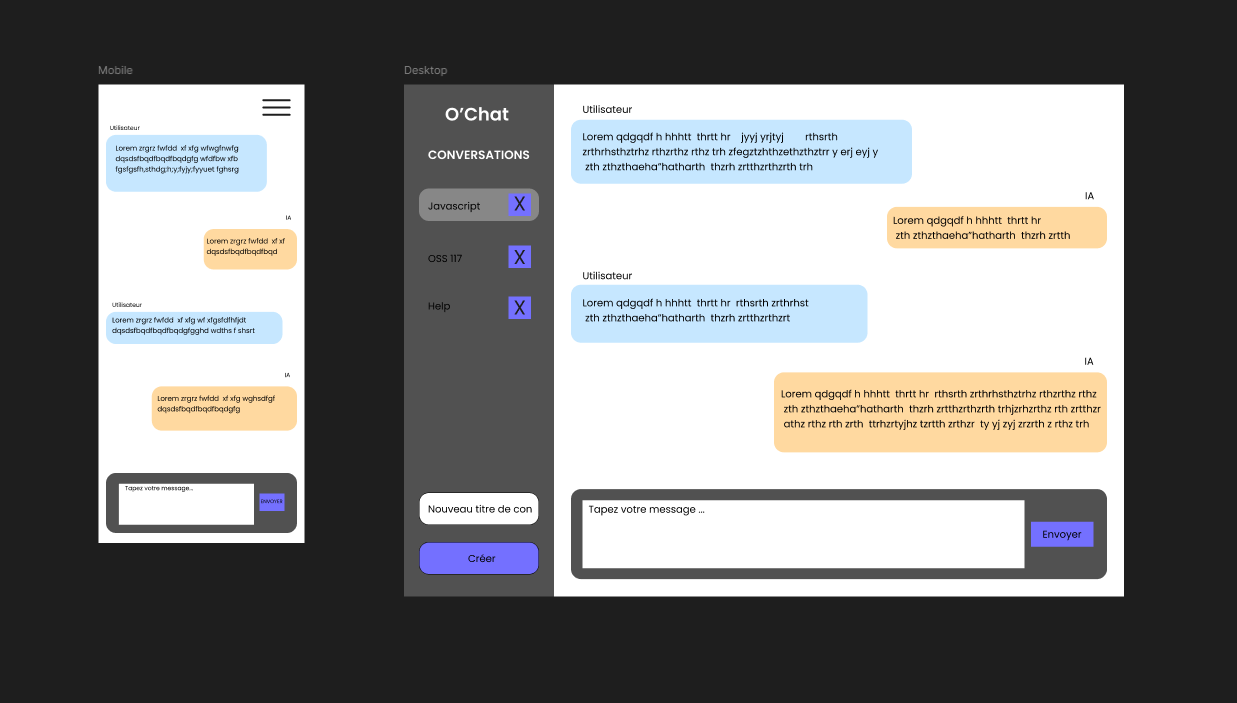 Mobile
Utilisateur
Lorem zrgrz fwfdd xf xfg wfwgfnwfg
dqsdsfbqdfbqdfbqdgfg wfdfbw xfb
fgsfgsfh,sthdg;h;y;fyjy;fyyuet fghsrg
IA
Lorem zrgrz fwfdd xf xf
dqsdsfbqdfbqdfbqd
Utilisateur
Lorem zrgrz fwfdd xf xfg wf xfgsfdfhfjdt
dqsdsfbqdfbqdfbqdgfgghd wdths f shsrt
IA
Lorem zrgrz fwfdd xf xfg wghsdfgf
dqsdsfbqdfbqdfbqdgfg
Tapez votre message...
ENVOYER
Desktop
O’Chat
CONVERSATIONS
Javascript X
OSS 117 X
Help X
Nouveau titre de con
Créer
Utilisateur
Lorem qdgqdf h hhhtt thrtt hr jyyj yrjtyj rthsrth
zrthrhsthztrhz rthzrthz rthz trh zfegztzhthzethzthztrr y erj eyj y
zth zthzthaeha”hatharth thzrh zrtthzrthzrth trh
IA
Lorem qdgqdf h hhhtt thrtt hr
zth zthzthaeha”hatharth thzrh zrtth
Utilisateur
Lorem qdgqdf h hhhtt thrtt hr rthsrth zrthrhst
zth zthzthaeha”hatharth thzrh zrtthzrthzrt
IA
Lorem qdgqdf h hhhtt thrtt hr rthsrth zrthrhsthztrhz rthzrthz rthz
zth zthzthaeha”hatharth thzrh zrtthzrthzrth trhjzrhzrthz rth zrtthzr
athz rthz rth zrth ttrhzrtyjhz tzrtth zrthzr ty yj zyj zrzrth z rthz trh
Tapez votre message ...
Envoyer